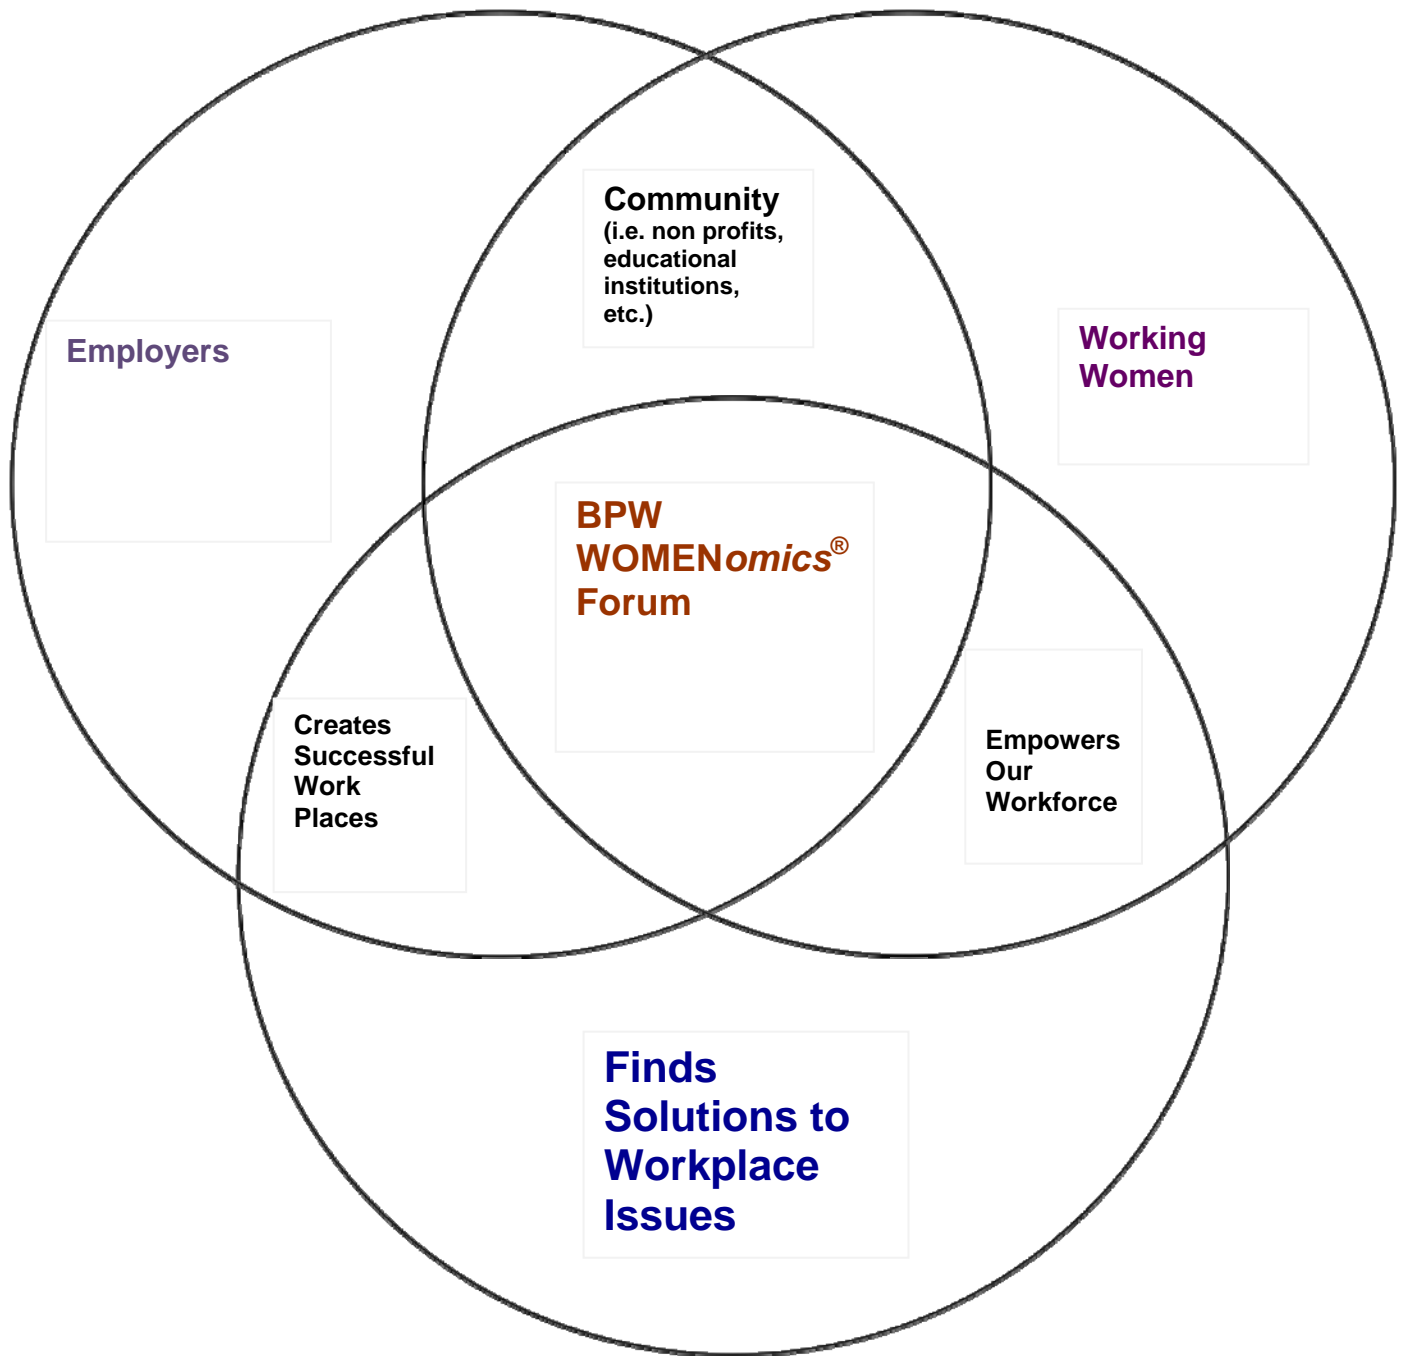 Community
(i.e. non profits,
educational
institutions,
etc.)
Employers
Working
Women
BPW
WOMENomics®
Forum
Creates
Successful
Work
Places
Empowers
Our
Workforce
Finds
Solutions to
Workplace
Issues